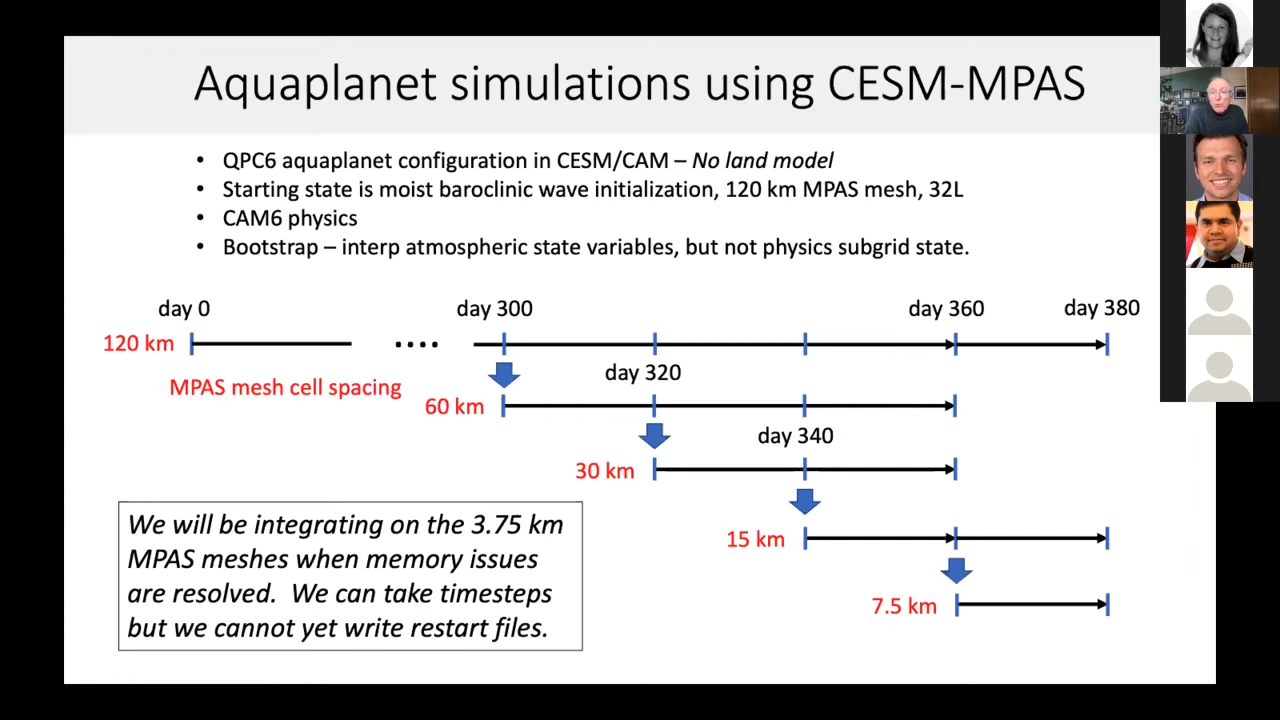 Aquaplanet simulations using CESM-MPAS
• QPC6 aquaplanet configuration in CESM/CAM – No land model
• Starting state is moist baroclinic wave initialization, 120 km MPAS mesh, 32L
• CAM6 physics
• Bootstrap – interp atmospheric state variables, but not physics subgrid state.
day 0 day 300 day 360 day 380
120 km ....
MPAS mesh cell spacing
day 320
60 km
day 340
30 km
15 km
7.5 km
We will be integrating on the 3.75 km
MPAS meshes when memory issues
are resolved. We can take timesteps
but we cannot yet write restart files.